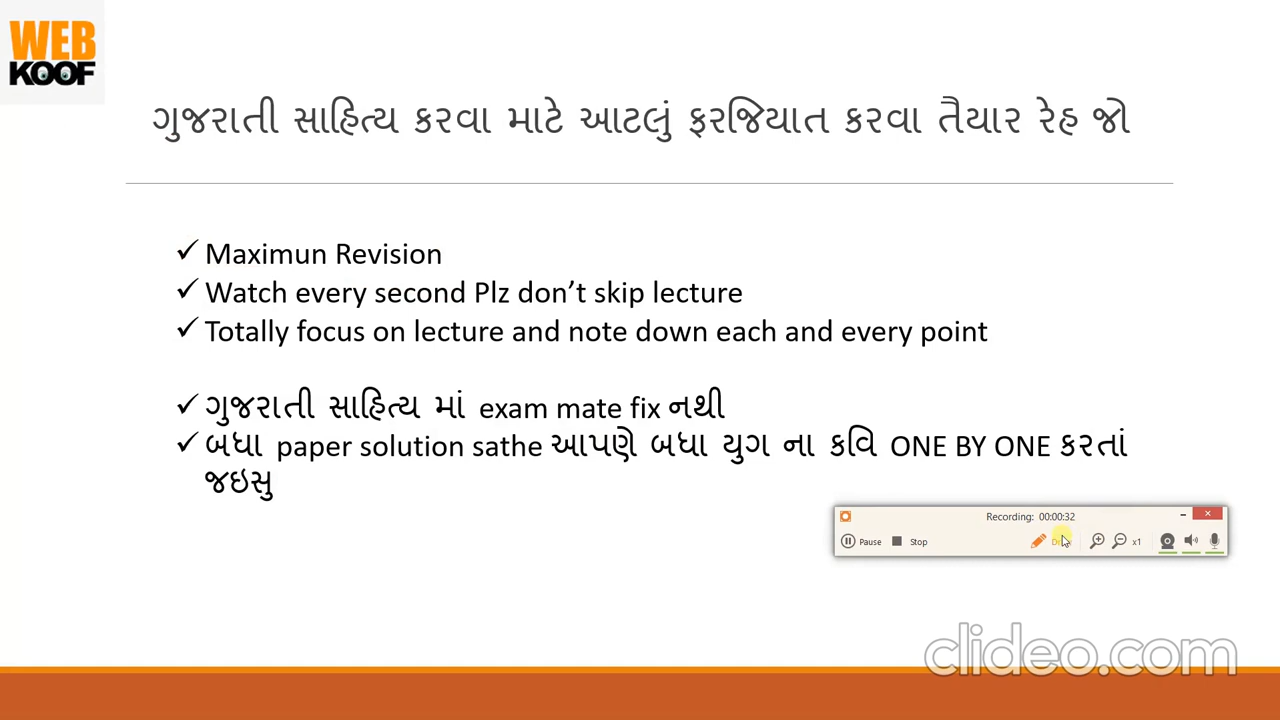 WEB
KOOF
ગુજરાતી સાહિત્ય કરવા માટે આટલું ફરજિયાત કરવા તૈયાર રેહ જો
✓ Maximun Revision
✓ Watch every second Plz don’t skip lecture
✓ Totally focus on lecture and note down each and every point
✓ ગુજરાતી સાહિત્ય માં exam mate fix નથી
✓ બધા paper solution sathe આપણે બધા યુગ ના કવિ ONE BY ONE કરતાં
જઇસુ
Recording: 00:00:32
Pause Stop x1
clideo.com